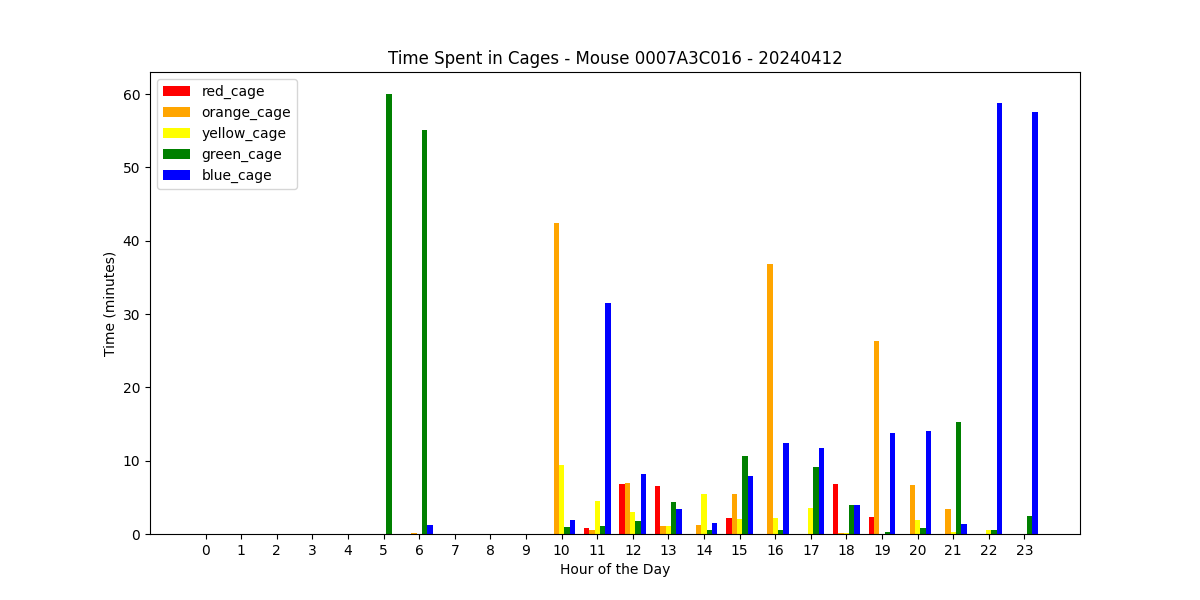 Time Spent in Cages - Mouse 0007A3C016 - 20240412
red_cage
orange_cage
yellow_cage
green_cage
blue_cage
60
50
40
30
20
10
0
Time (minutes)
0 1 2 3 4 5 6 7 8 9 10 11 12 13 14 15 16 17 18 19 20 21 22 23
Hour of the Day